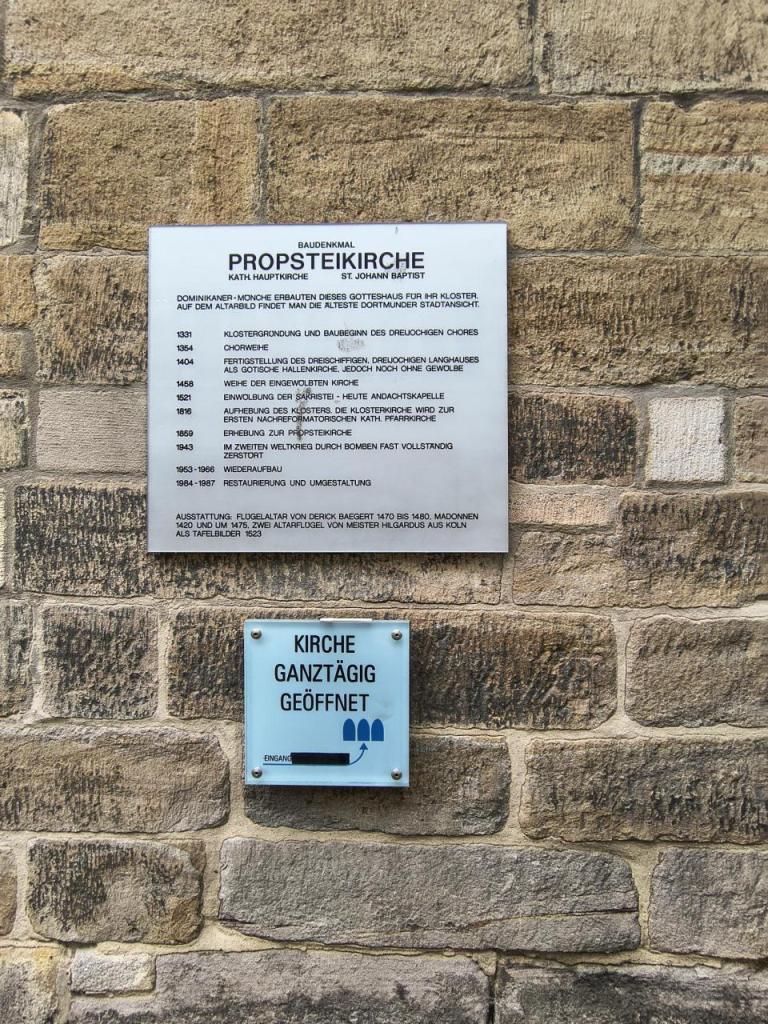 BAUDENKMAL
PROPSTEIKIRCHE
KATH. HAUPTKIRCHE ST. JOHANN BAPTIST
DOMINIKANER-MÖNCHE ERBAUTEN DIESES GOTTESHAUS FÜR IHR KLOSTER.
AUF DEM ALTARBILD FINDET MAN DIE ÄLTESTE DORTMUNDER STADTANSICHT.
1331 KLOSTERGRÜNDUNG UND BAUBEGINN DES DREIJOCHIGEN CHORES
1354 CHORWEIHE
1404 FERTIGSTELLUNG DES DREISCHIFFIGEN, DREIJOCHIGEN LANGHAUSES
ALS GOTISCHE HALLENKIRCHE, JEDOCH NOCH OHNE GEWÖLBE
1458 WEIHE DER EINGEWÖLBTEN KIRCHE
1521 EINWÖLBUNG DER SAKRISTEI - HEUTE ANDACHTSKAPELLE
1816 AUFHEBUNG DES KLOSTERS. DIE KLOSTERKIRCHE WIRD ZUR
ERSTEN NACHREFORMATORISCHEN KATH. PFARRKIRCHE
1859 ERHEBUNG ZUR PROPSTEIKIRCHE
1943 IM ZWEITEN WELTKRIEG DURCH BOMBEN FAST VOLLSTÄNDIG
ZERSTÖRT
1953-1966 WIEDERAUFBAU
1984-1987 RESTAURIERUNG UND UMGESTALTUNG
AUSSTATTUNG: FLÜGELALTAR VON DERICK BAEGERT 1470 BIS 1480, MADONNEN
1420 UND UM 1475, ZWEI ALTARFLÜGEL VON MEISTER HILGARDUS AUS KÖLN
ALS TAFELBILDER 1523
KIRCHE
GANZTÄGIG
GEÖFFNET
EINGANG